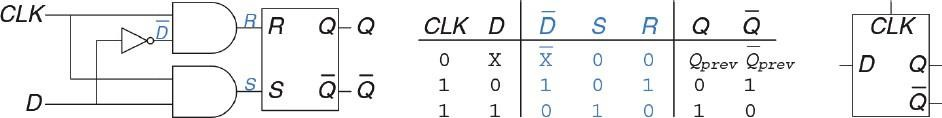 CLK
D̅ R R Q Q
S S Q̅ Q̅
D
CLK D D̅ S R Q Q̅
0 X X̅ 0 0 Qprev Q̅prev
1 0 1 0 1 0 1
1 1 0 1 0 1 0
CLK
D Q
Q̅